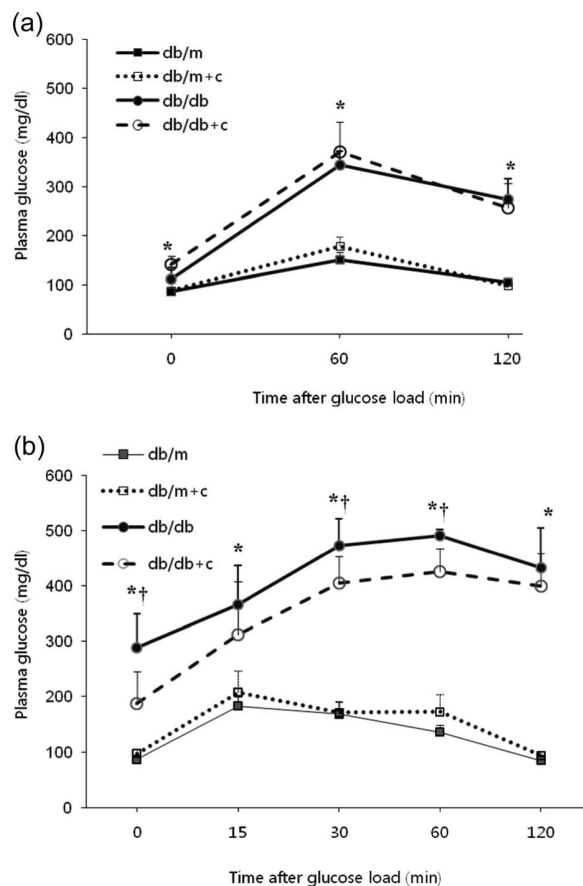 (a)
600
500
400
300
200
100
0
Plasma glucose (mg/dl)
db/m
db/m+c
db/db
db/db+c
*
*
*
0 60 120
Time after glucose load (min)
(b)
600
500
400
300
200
100
0
Plasma glucose (mg/dl)
db/m
db/m+c
db/db
db/db+c
*†
*
*†
*†
*
0 15 30 60 120
Time after glucose load (min)